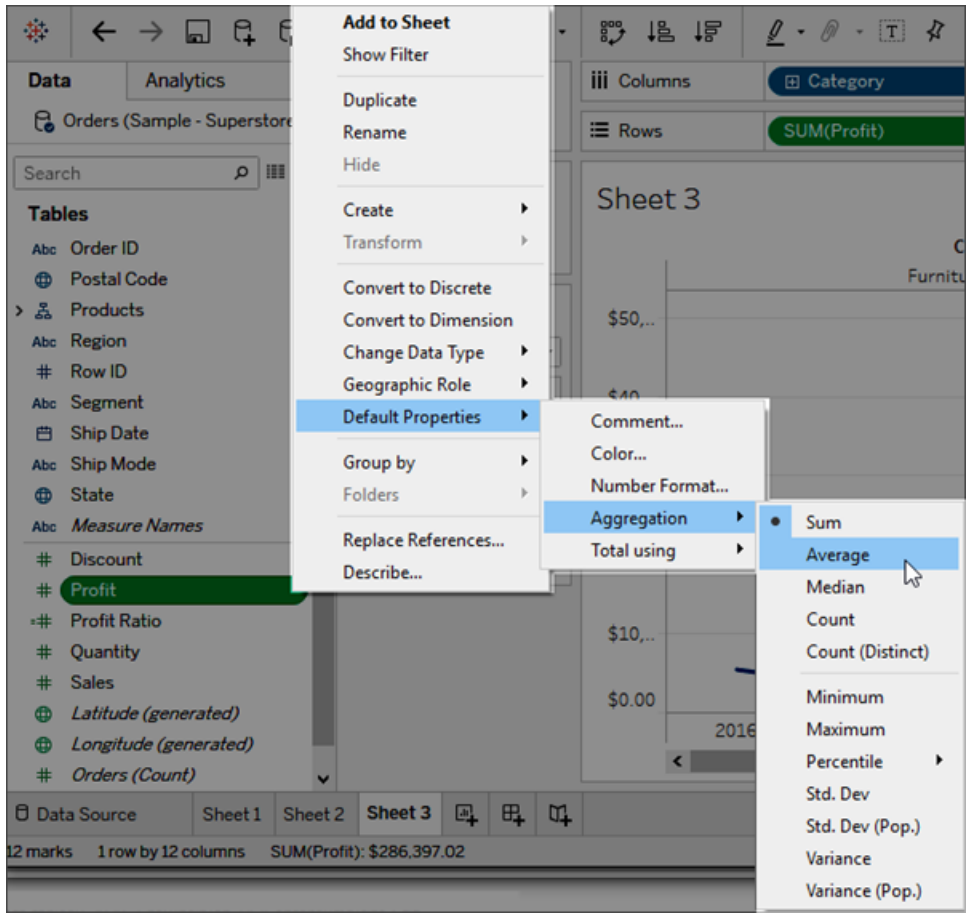 Data
Analytics
Orders (Sample - Superstore
Search
Tables
Abc Order ID
Postal Code
Products
Abc Region
# Row ID
Abc Segment
Ship Date
Abc Ship Mode
State
Abc Measure Names
# Discount
# Profit
=# Profit Ratio
# Quantity
# Sales
Latitude (generated)
Longitude (generated)
# Orders (Count)
Add to Sheet
Show Filter
Duplicate
Rename
Hide
Create
Transform
Convert to Discrete
Convert to Dimension
Change Data Type
Geographic Role
Default Properties
Group by
Folders
Replace References...
Describe...
Comment...
Color...
Number Format...
Aggregation
Total using
Sum
Average
Median
Count
Count (Distinct)
Minimum
Maximum
Percentile
Std. Dev
Std. Dev (Pop.)
Variance
Variance (Pop.)
T
Columns
Category
Rows
SUM(Profit)
Sheet 3
C
Furnitu
$50,..
$10,..
$0.00
2016
Data Source
Sheet 1
Sheet 2
Sheet 3
12 marks
1 row by 12 columns
SUM(Profit): $286,397.02